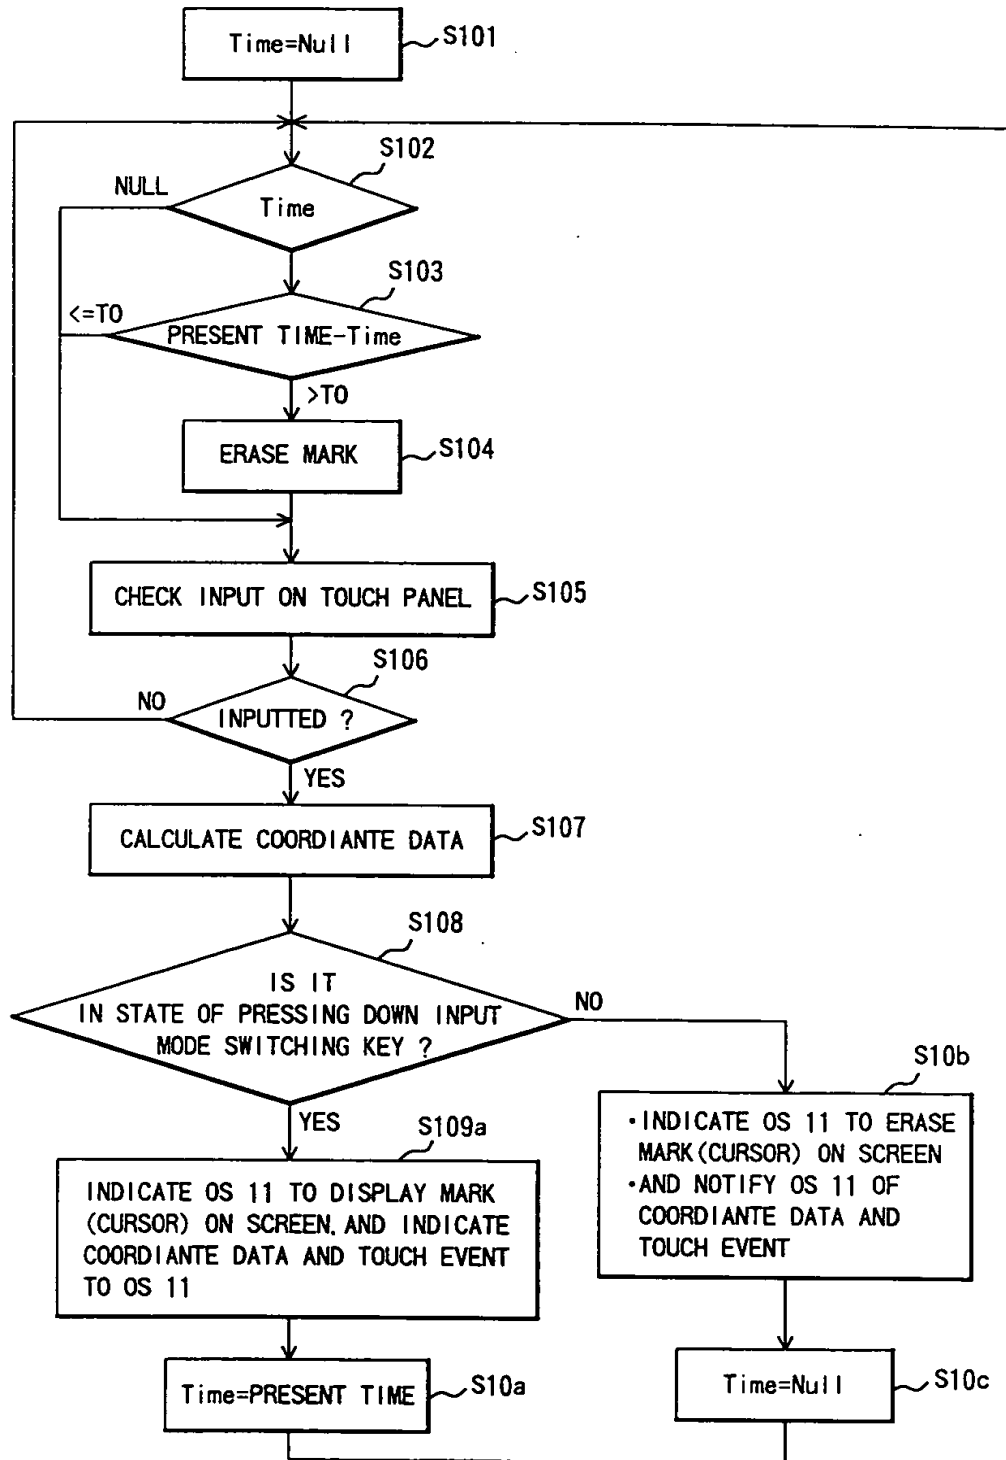 Time=Null
S101
S102
NULL
Time
S103
<=T0
PRESENT TIME-Time
>T0
ERASE MARK
S104
CHECK INPUT ON TOUCH PANEL
S105
S106
NO
INPUTTED ?
YES
CALCULATE COORDIANTE DATA
S107
S108
IS IT
IN STATE OF PRESSING DOWN INPUT
MODE SWITCHING KEY ?
NO
YES
S109a
INDICATE OS 11 TO DISPLAY MARK
(CURSOR) ON SCREEN, AND INDICATE
COORDIANTE DATA AND TOUCH EVENT
TO OS 11
S10b
・INDICATE OS 11 TO ERASE
MARK(CURSOR) ON SCREEN
・AND NOTIFY OS 11 OF
COORDIANTE DATA AND
TOUCH EVENT
Time=PRESENT TIME
S10a
Time=Null
S10c